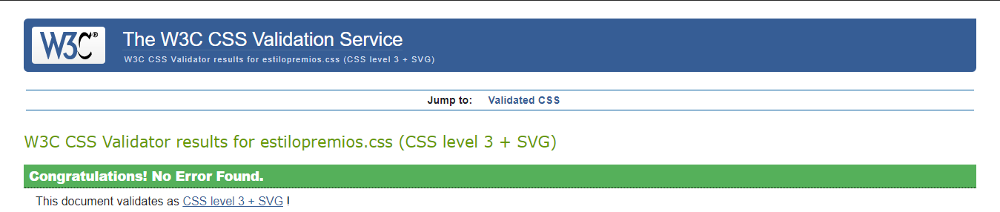 W3C®
The W3C CSS Validation Service
W3C CSS Validator results for estilopremios.css (CSS level 3 + SVG)
Jump to: Validated CSS
W3C CSS Validator results for estilopremios.css (CSS level 3 + SVG)
Congratulations! No Error Found.
This document validates as CSS level 3 + SVG !